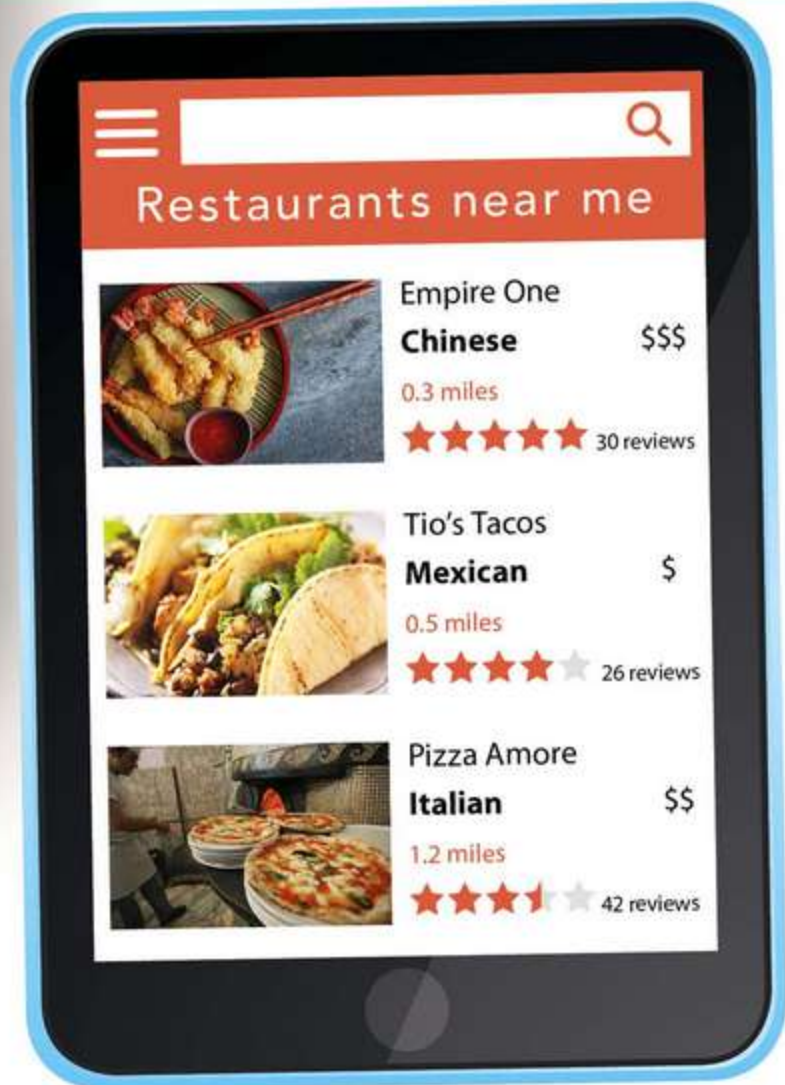 Restaurants near me
Empire One
Chinese $$$
0.3 miles
30 reviews
Tio's Tacos
Mexican $
0.5 miles
26 reviews
Pizza Amore
Italian $$
1.2 miles
42 reviews